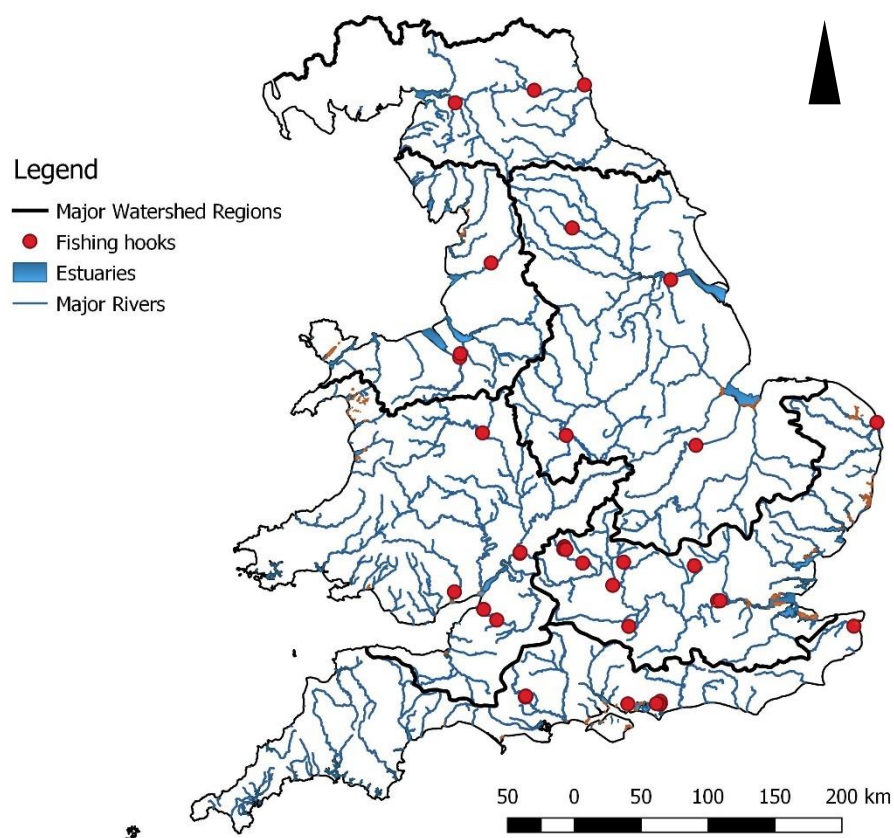 Legend
Major Watershed Regions
Fishing hooks
Estuaries
Major Rivers
50 0 50 100 150 200 km